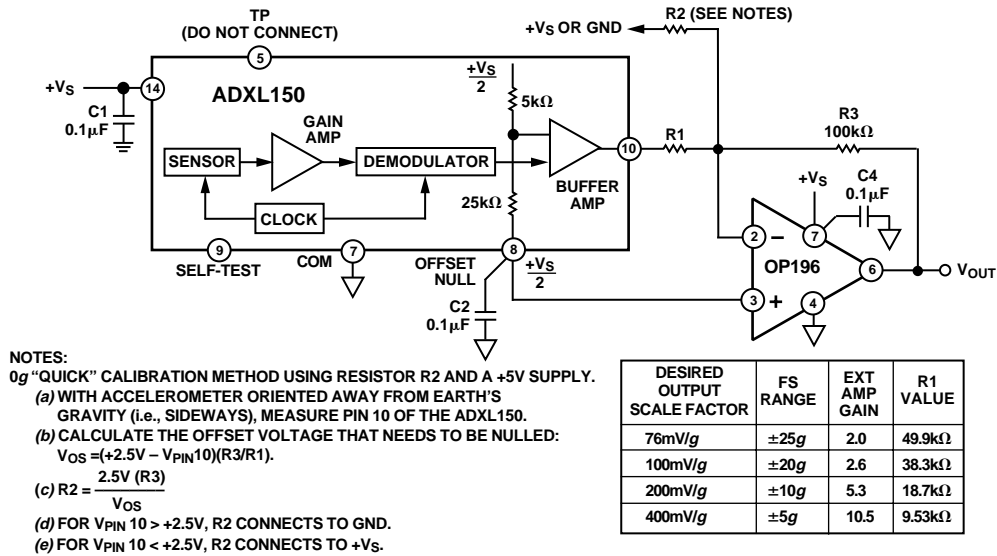 TP
(DO NOT CONNECT)
R2 (SEE NOTES)
+VS OR GND
5
+VS
14
C1
0.1µF
ADXL150
+VS
2
5kΩ
GAIN
AMP
SENSOR
DEMODULATOR
CLOCK
25kΩ
BUFFER
AMP
10
R1
R3
100kΩ
C4
0.1µF
+VS
7
2
−
OP196
6
VOUT
3
+
4
9
SELF-TEST
COM
7
OFFSET
NULL
8
+VS
2
C2
0.1µF
NOTES:
0g “QUICK” CALIBRATION METHOD USING RESISTOR R2 AND A +5V SUPPLY.
(a) WITH ACCELEROMETER ORIENTED AWAY FROM EARTH'S
GRAVITY (i.e., SIDEWAYS), MEASURE PIN 10 OF THE ADXL150.
(b) CALCULATE THE OFFSET VOLTAGE THAT NEEDS TO BE NULLED:
VOS =(+2.5V – VPIN10)(R3/R1).
(c) R2 = 2.5V (R3)
VOS
(d) FOR VPIN 10 > +2.5V, R2 CONNECTS TO GND.
(e) FOR VPIN 10 < +2.5V, R2 CONNECTS TO +VS.
DESIRED OUTPUT SCALE FACTOR FS RANGE EXT AMP GAIN R1 VALUE
76mV/g ±25g 2.0 49.9kΩ
100mV/g ±20g 2.6 38.3kΩ
200mV/g ±10g 5.3 18.7kΩ
400mV/g ±5g 10.5 9.53kΩ